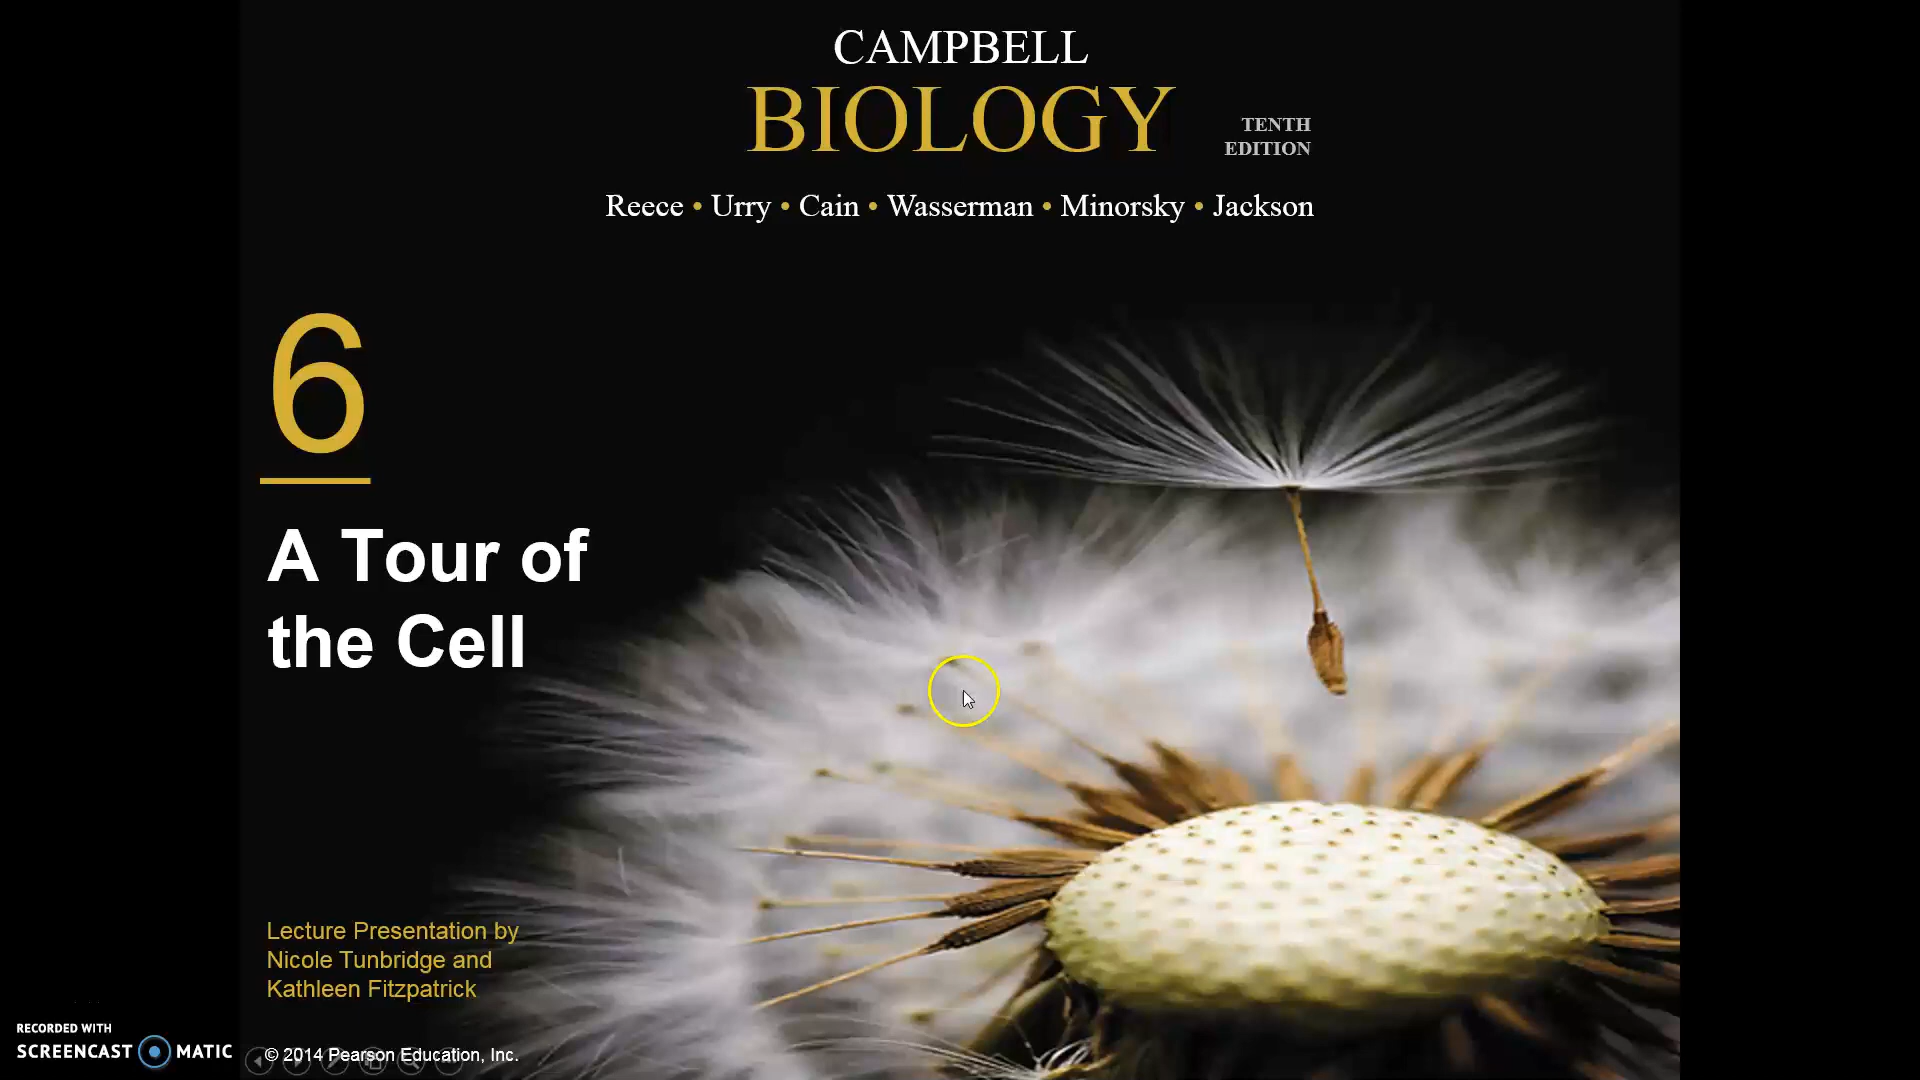 CAMPBELL
BIOLOGY
TENTH
EDITION
Reece • Urry • Cain • Wasserman • Minorsky • Jackson
6
A Tour of
the Cell
Lecture Presentation by
Nicole Tunbridge and
Kathleen Fitzpatrick
RECORDED WITH
SCREENCAST MATIC
© 2014 Pearson Education, Inc.